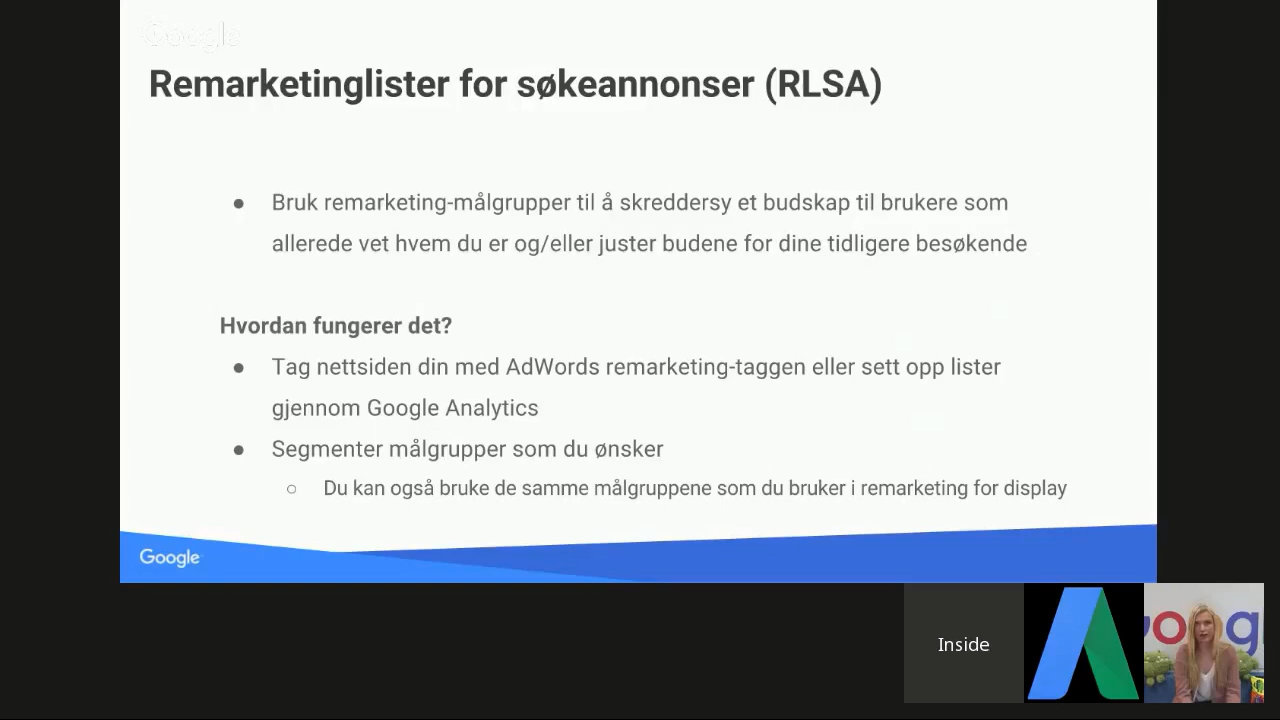 Google
Remarketinglister for søkeannonser (RLSA)
● Bruk remarketing-målgrupper til å skreddersy et budskap til brukere som
allerede vet hvem du er og/eller juster budene for dine tidligere besøkende
Hvordan fungerer det?
● Tag nettsiden din med AdWords remarketing-taggen eller sett opp lister
gjennom Google Analytics
● Segmenter målgrupper som du ønsker
○ Du kan også bruke de samme målgruppene som du bruker i remarketing for display
Google
Inside